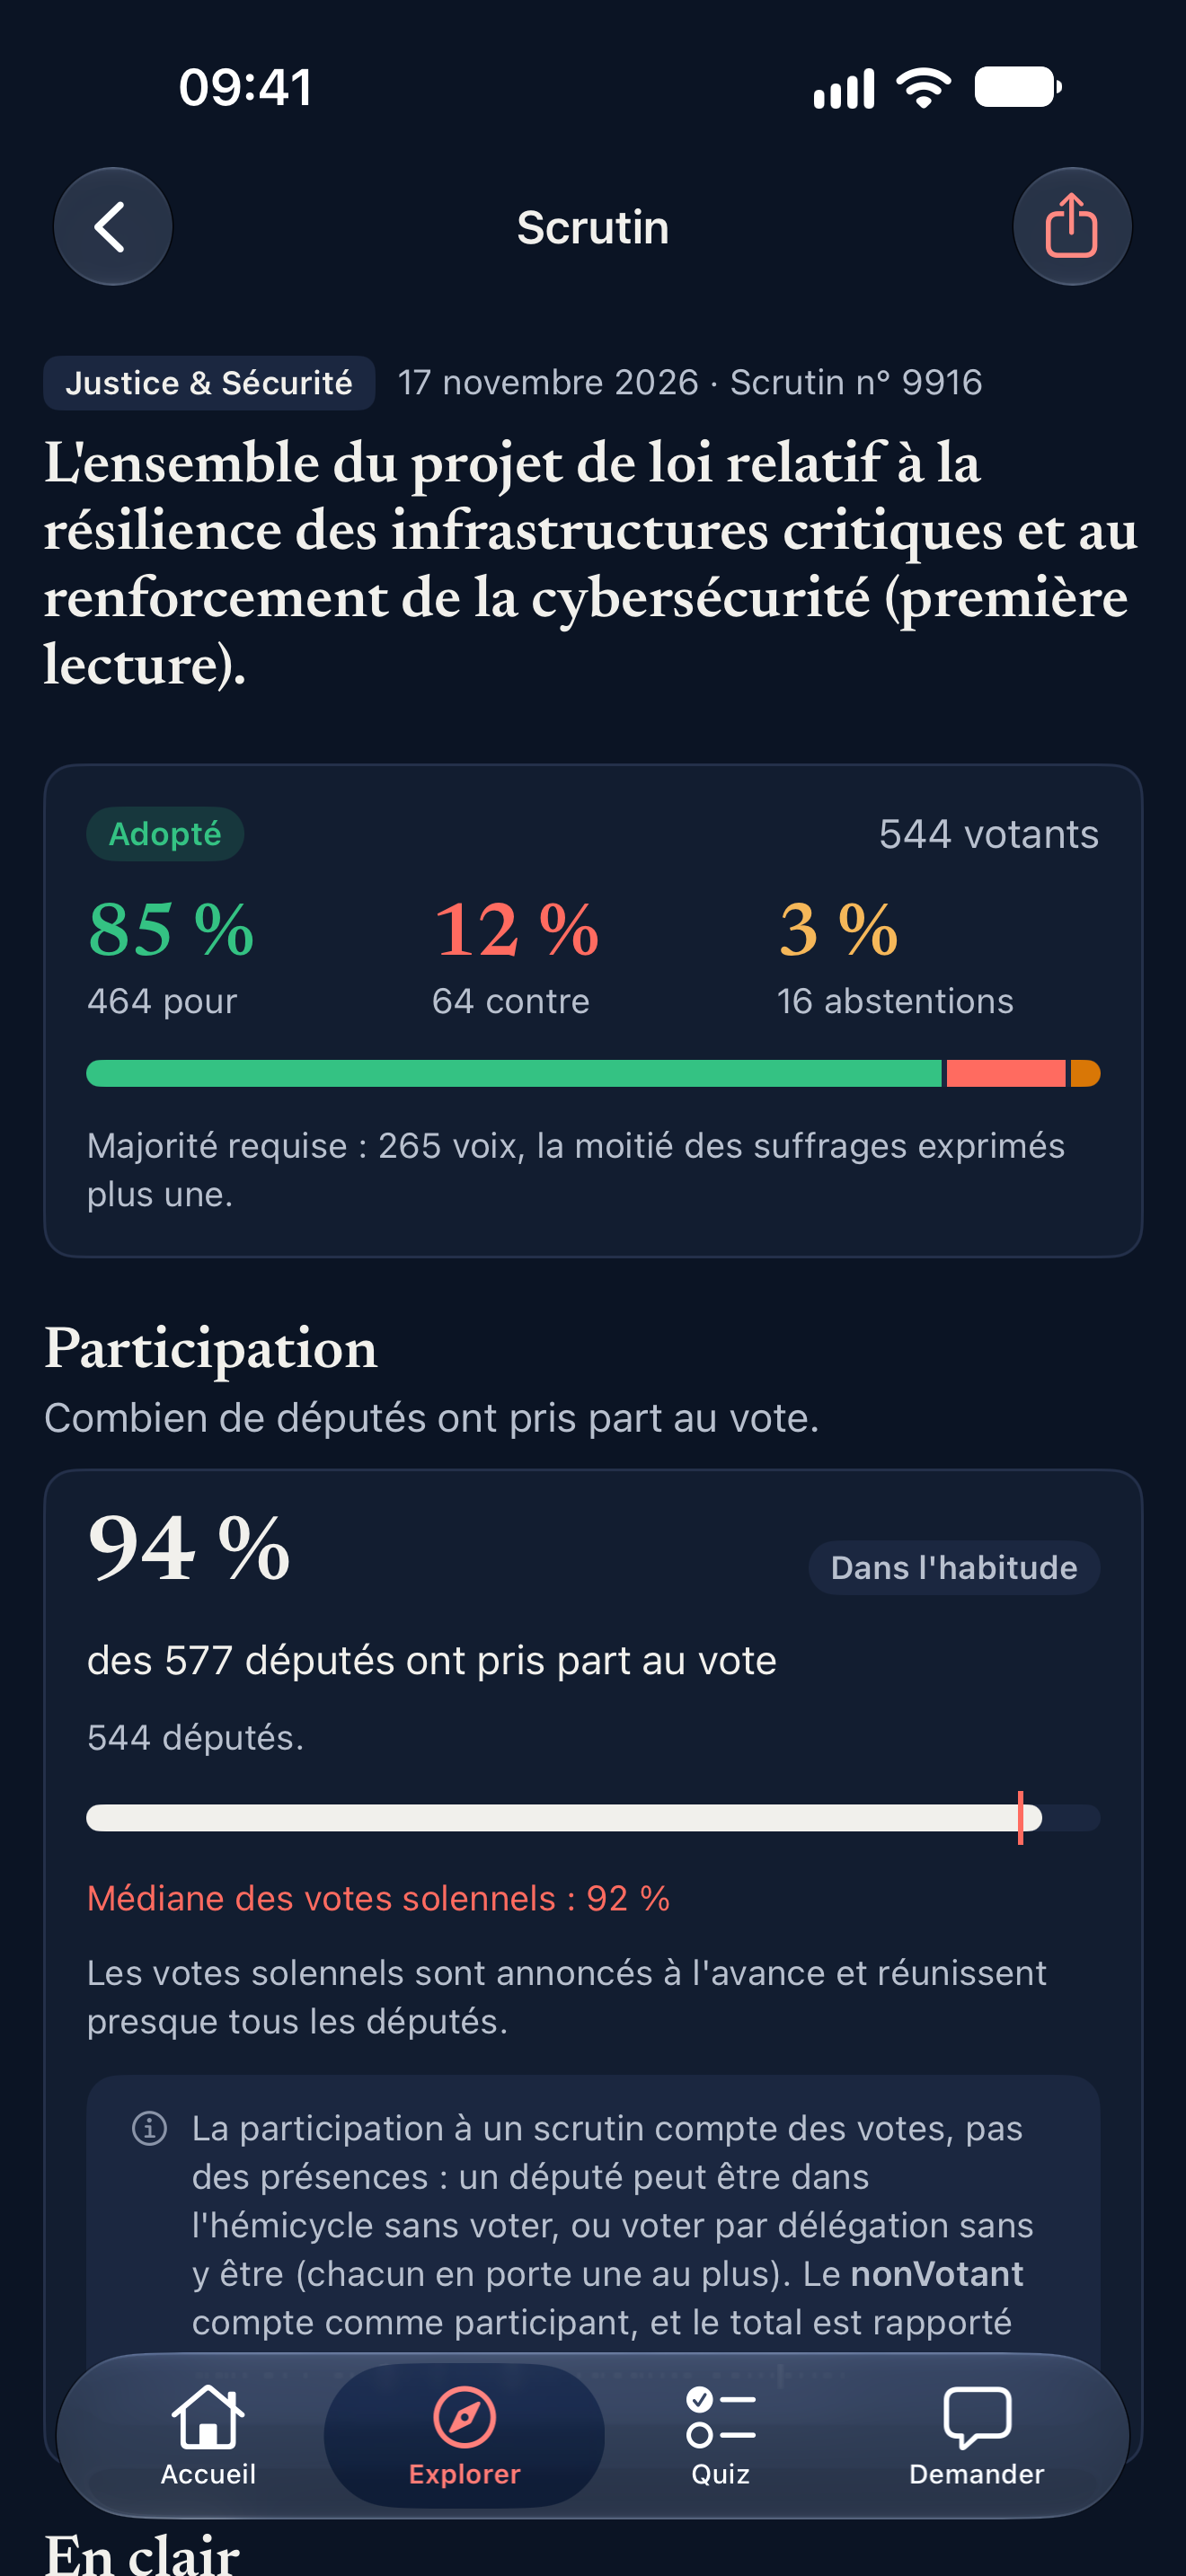 09:41
Scrutin
Justice & Sécurité 17 novembre 2026 · Scrutin n° 9916
L'ensemble du projet de loi relatif à la
résilience des infrastructures critiques et au
renforcement de la cybersécurité (première
lecture).
Adopté 544 votants
85 % 12 % 3 %
464 pour 64 contre 16 abstentions
Majorité requise : 265 voix, la moitié des suffrages exprimés
plus une.
Participation
Combien de députés ont pris part au vote.
94 % Dans l'habitude
des 577 députés ont pris part au vote
544 députés.
Médiane des votes solennels : 92 %
Les votes solennels sont annoncés à l'avance et réunissent
presque tous les députés.
La participation à un scrutin compte des votes, pas
des présences : un député peut être dans
l'hémicycle sans voter, ou voter par délégation sans
y être (chacun en porte une au plus). Le nonVotant
compte comme participant, et le total est rapporté
Accueil Explorer Quiz Demander
En clair